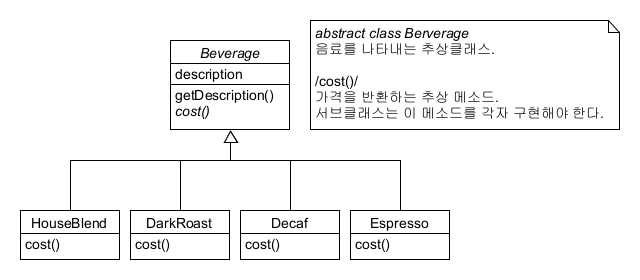 Beverage
description
getDescription()
cost()
abstract class Berverage
음료를 나타내는 추상클래스.
/cost()/
가격을 반환하는 추상 메소드.
서브클래스는 이 메소드를 각자 구현해야 한다.
HouseBlend
cost()
DarkRoast
cost()
Decaf
cost()
Espresso
cost()